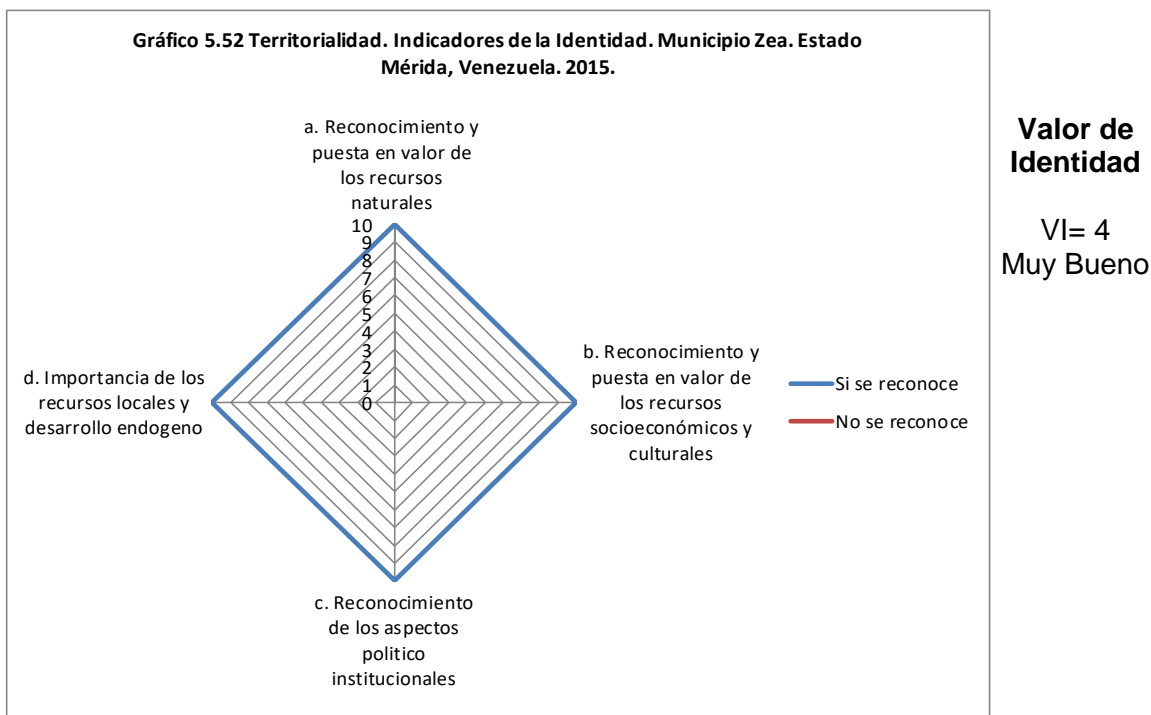 Gráfico 5.52 Territorialidad. Indicadores de la Identidad. Municipio Zea. Estado
Mérida, Venezuela. 2015.
a. Reconocimiento y
puesta en valor de
los recursos
naturales
10
9
8
7
6
5
4
3
2
1
0
b. Reconocimiento y
puesta en valor de
los recursos
socioeconómicos y
culturales
c. Reconocimiento
de los aspectos
politico
institucionales
d. Importancia de los
recursos locales y
desarrollo endogeno
Si se reconoce
No se reconoce
Valor de
Identidad
VI= 4
Muy Bueno